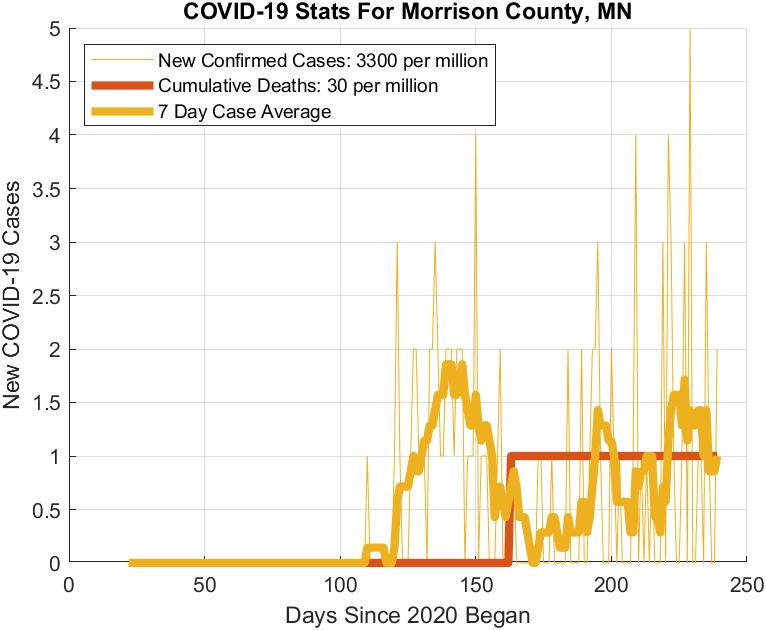 COVID-19 Stats For Morrison County, MN
New Confirmed Cases: 3300 per million
Cumulative Deaths: 30 per million
7 Day Case Average
New COVID-19 Cases
5
4.5
4
3.5
3
2.5
2
1.5
1
0.5
0
0 50 100 150 200 250
Days Since 2020 Began